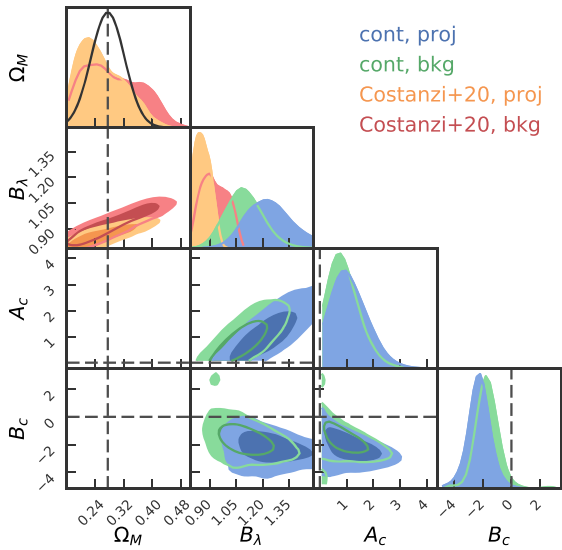 Ω_M
cont, proj
cont, bkg
Costanzi+20, proj
Costanzi+20, bkg
B_λ
1.35
1.20
1.05
0.90
A_c
4
3
2
1
B_c
2
0
−2
−4
0.24 0.32 0.40 0.48 0.90 1.05 1.20 1.35 1 2 3 4 −4 −2 0 2
Ω_M B_λ A_c B_c